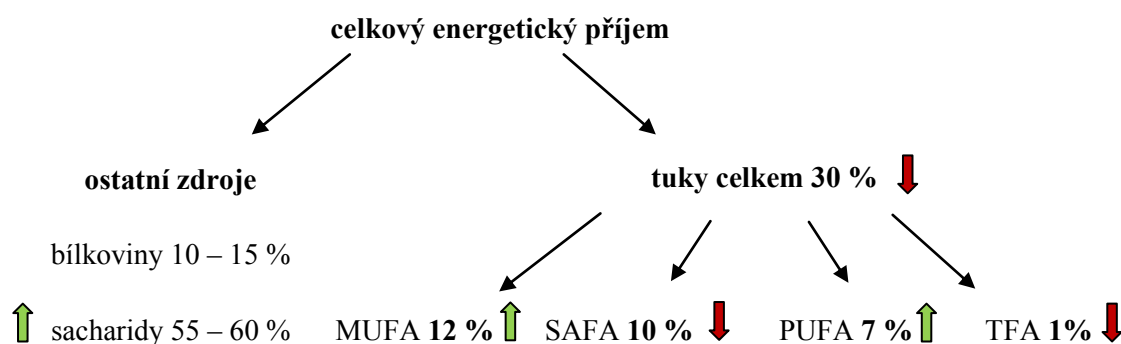 celkový energetický příjem
ostatní zdroje
tuky celkem 30 %
bílkoviny 10 – 15 %
sacharidy 55 – 60 %
MUFA 12 %
SAFA 10 %
PUFA 7 %
TFA 1%